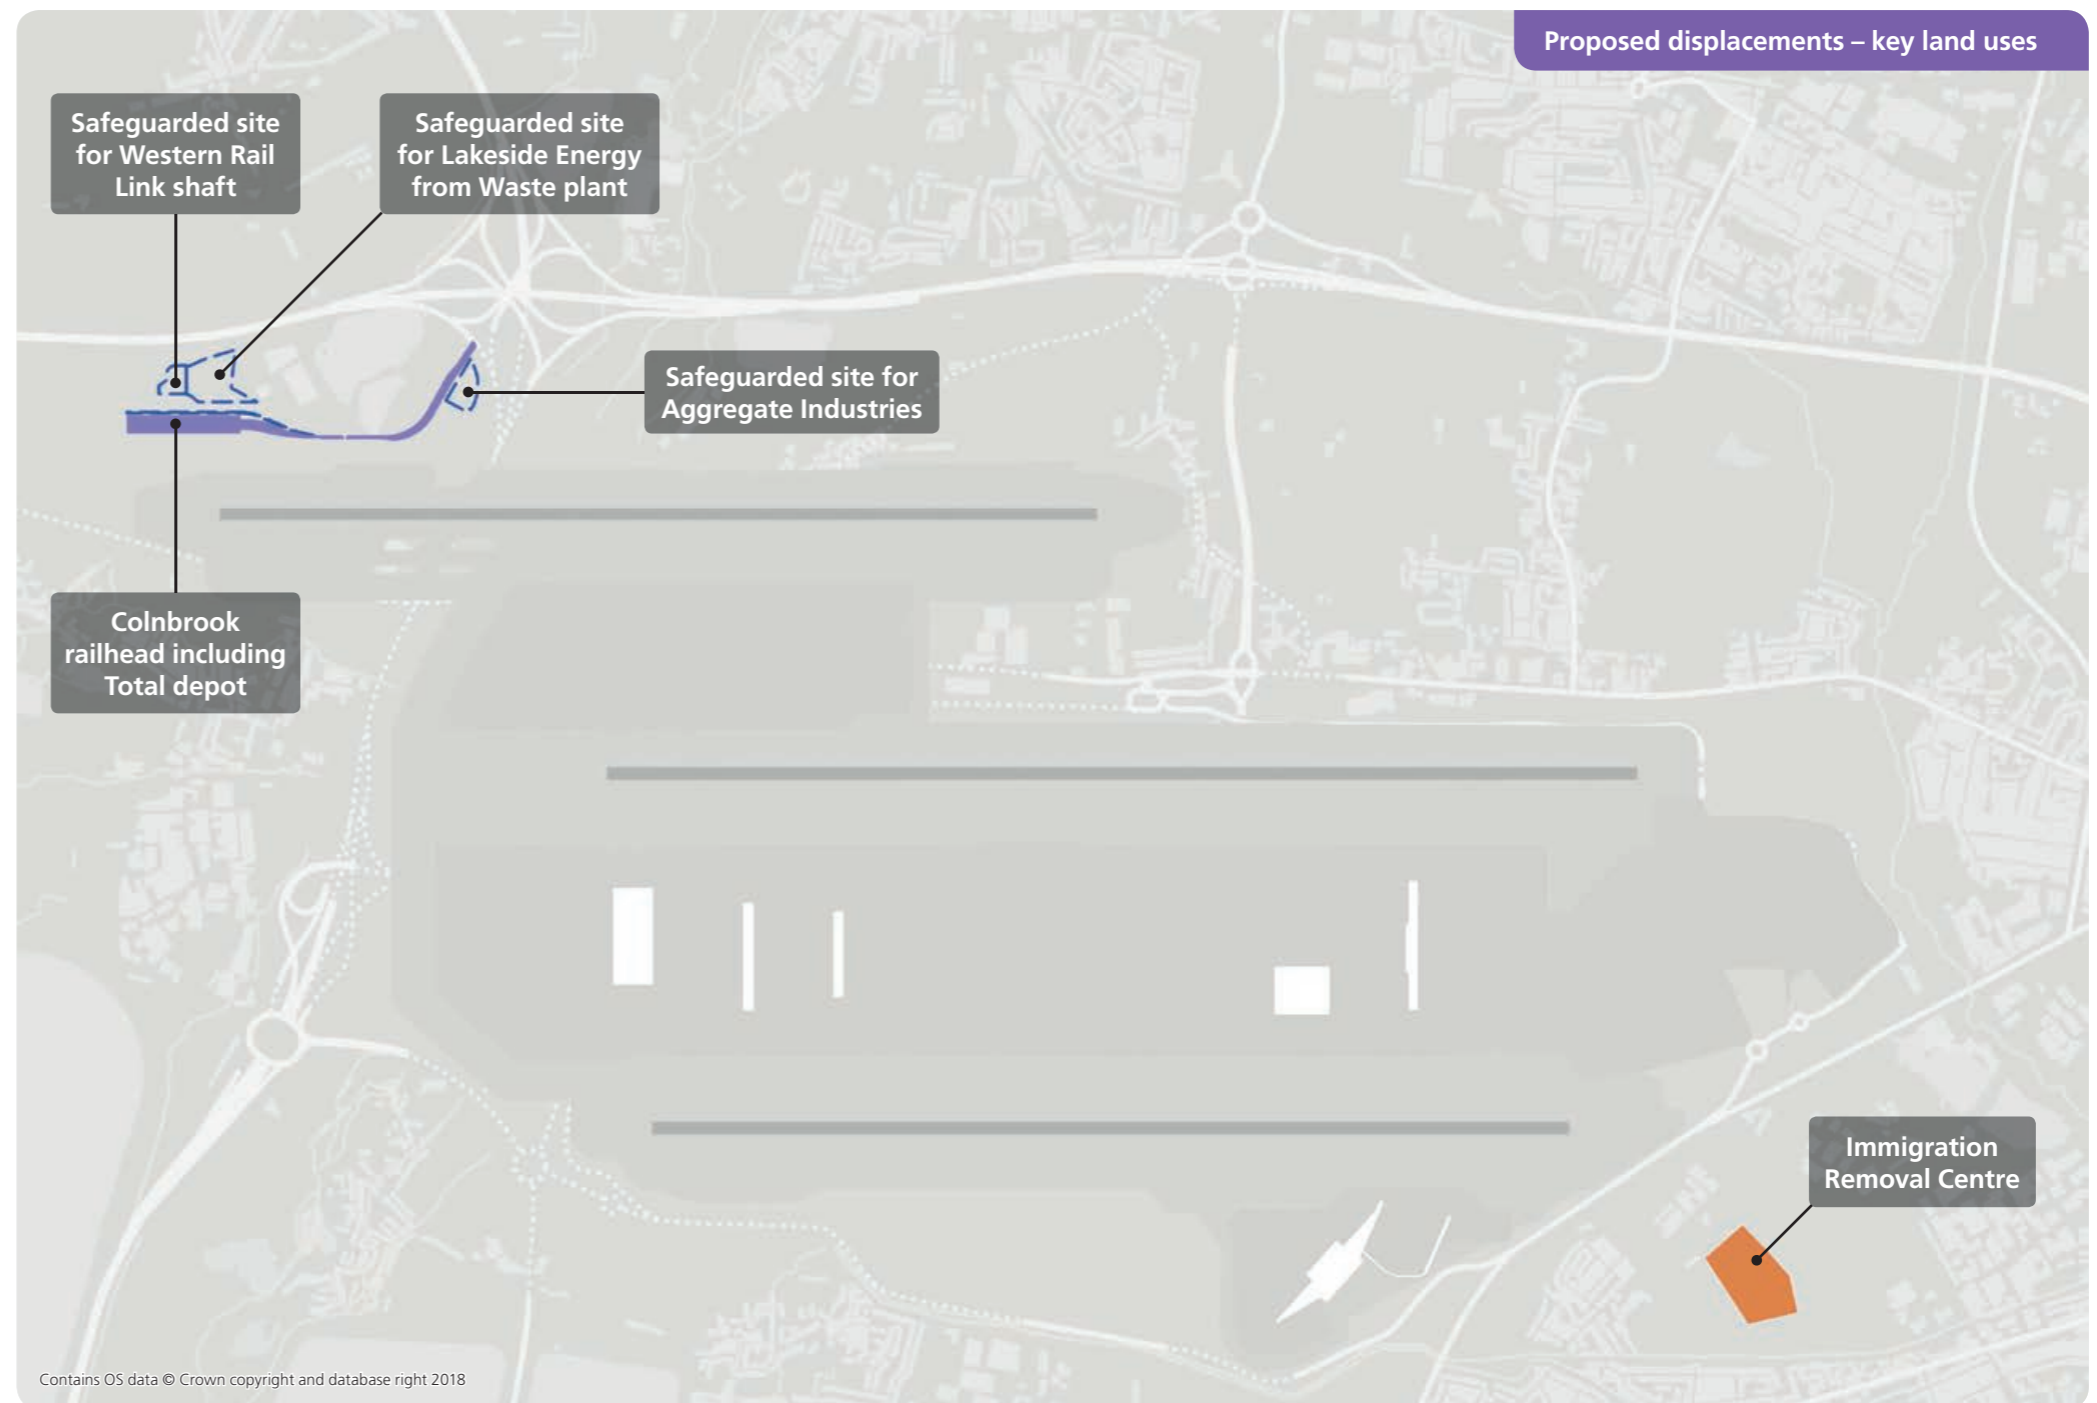 Proposed displacements – key land uses
Safeguarded site
for Western Rail
Link shaft
Safeguarded site
for Lakeside Energy
from Waste plant
Safeguarded site for
Aggregate Industries
Colnbrook
railhead including
Total depot
Immigration
Removal Centre
Contains OS data © Crown copyright and database right 2018